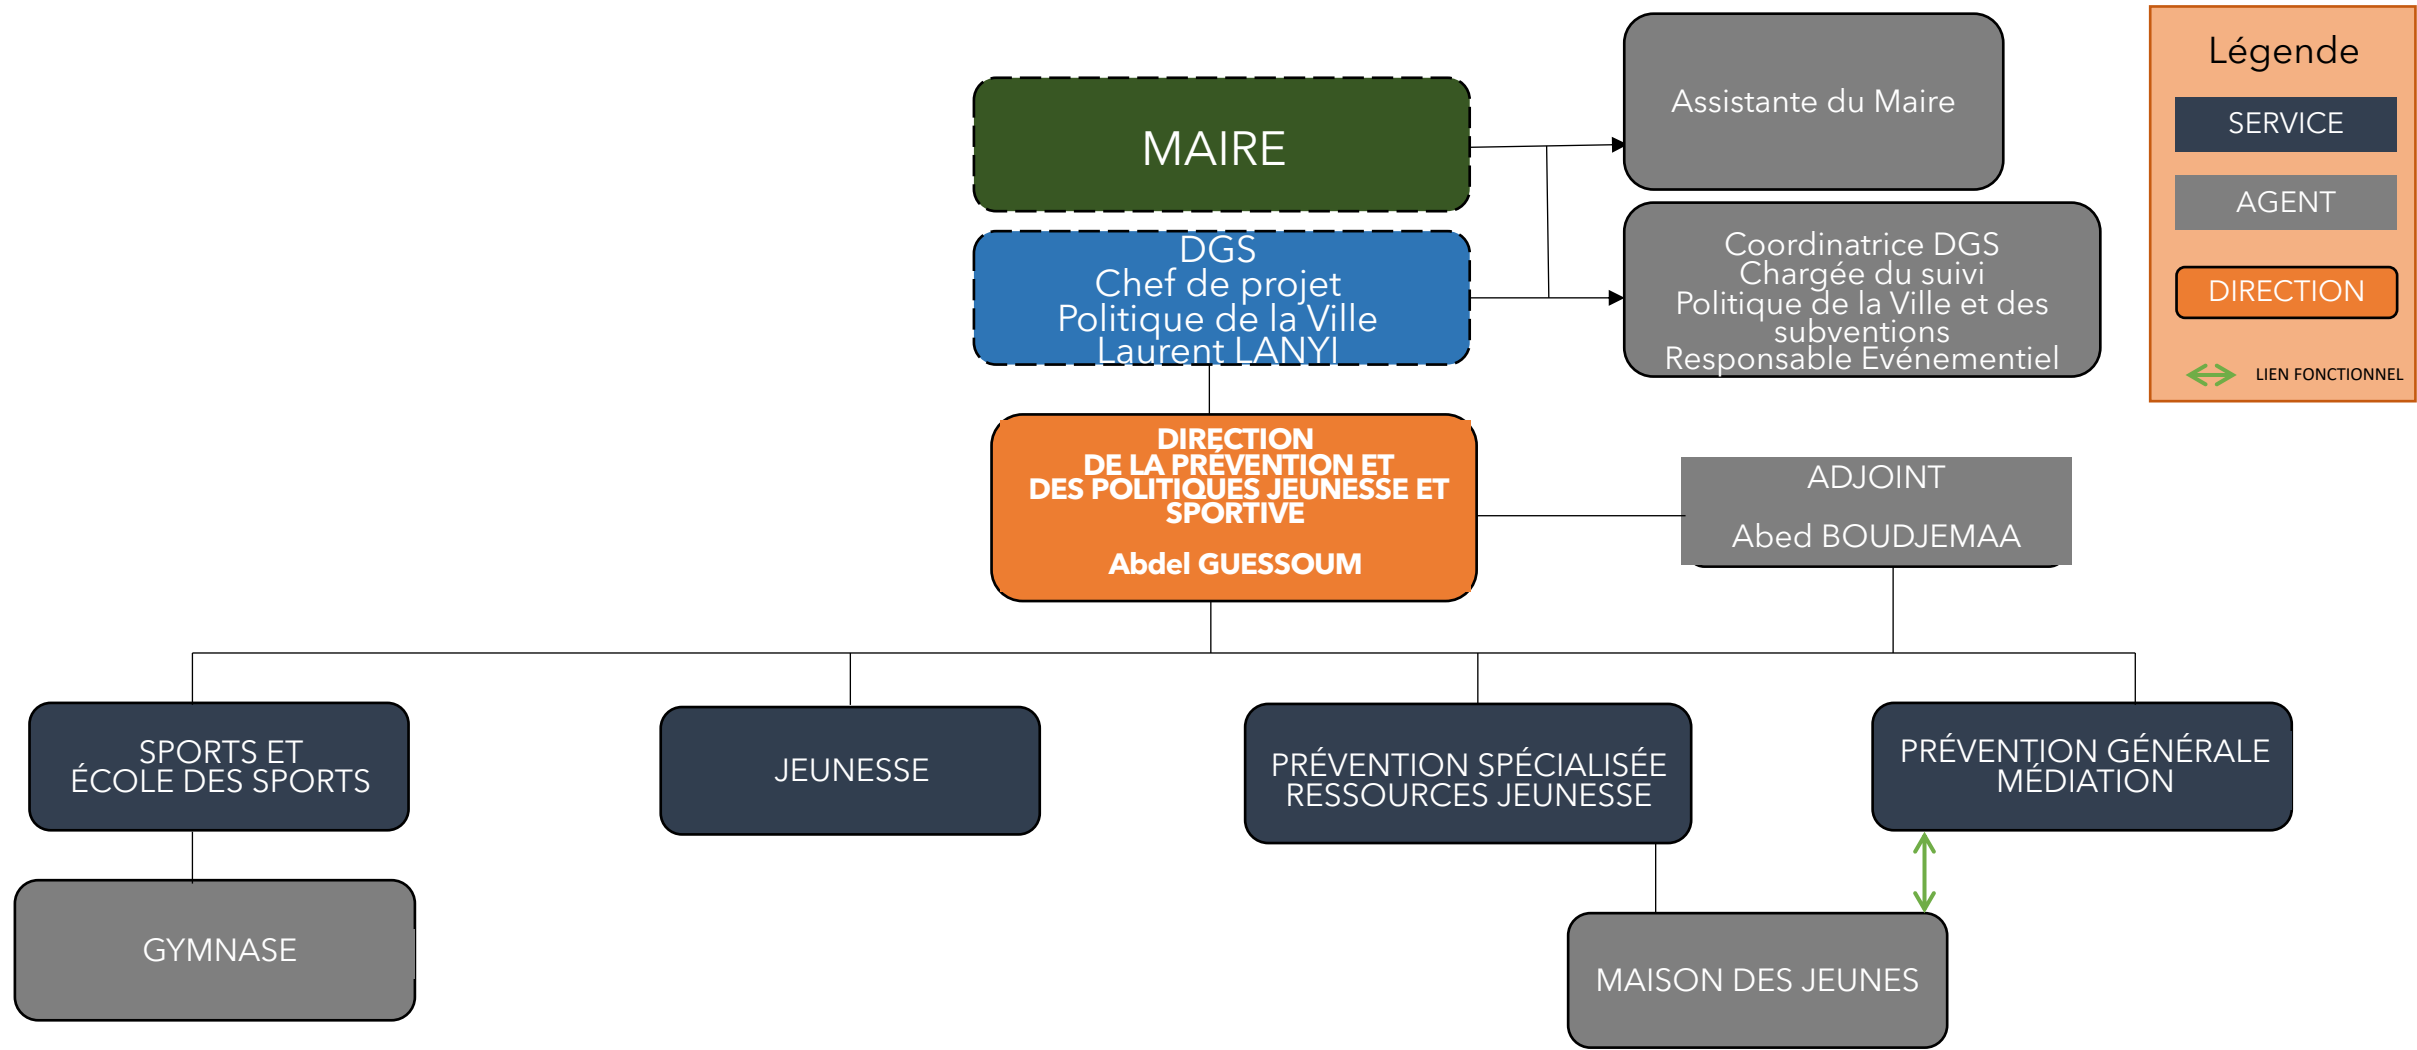 MAIRE
Assistante du Maire
DGS
Chef de projet
Politique de la Ville
Laurent LANYI
Coordinatrice DGS
Chargée du suivi
Politique de la Ville et des
subventions
Responsable Evénementiel
Légende
SERVICE
AGENT
DIRECTION
LIEN FONCTIONNEL
DIRECTION
DE LA PRÉVENTION ET
DES POLITIQUES JEUNESSE ET
SPORTIVE
Abdel GUESSOUM
ADJOINT
Abed BOUDJEMAA
SPORTS ET
ÉCOLE DES SPORTS
JEUNESSE
PRÉVENTION SPÉCIALISÉE
RESSOURCES JEUNESSE
PRÉVENTION GÉNÉRALE
MÉDIATION
GYMNASE
MAISON DES JEUNES